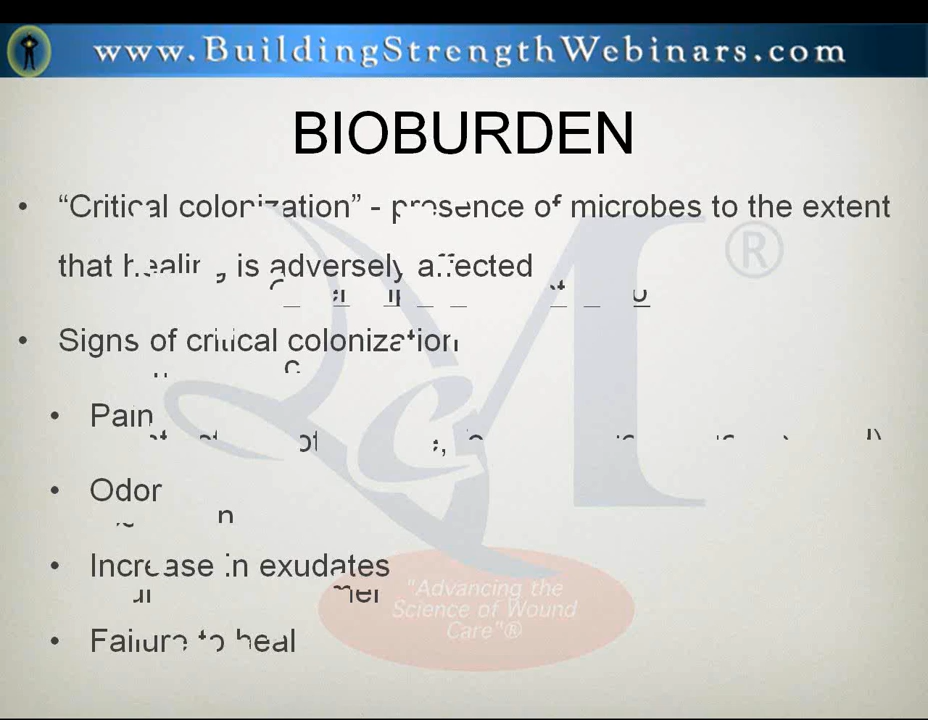 www.BuildingStrengthWebinars.com
BIOBURDEN
• “Critical colonization” - presence of microbes to the extent
that healing is adversely affected
• Signs of critical colonization
• Pain
• Odor
• Increase in exudates
• Failure to heal
®
"Advancing the
Science of Wound
Care"®